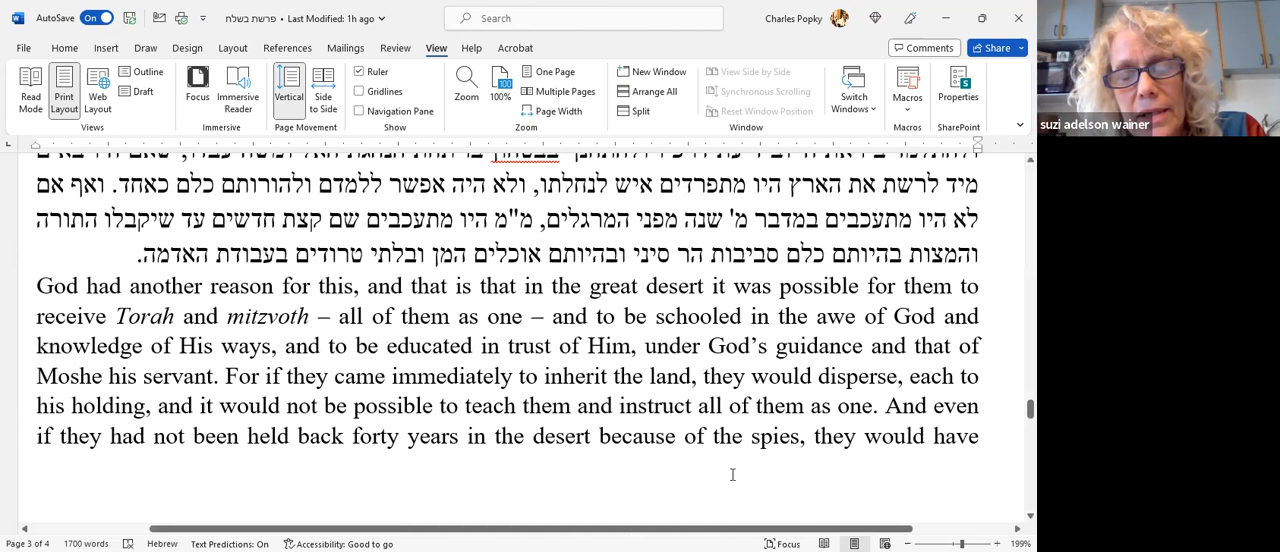 AutoSave On פרשת בשלח • Last Modified: 1h ago Search Charles Popky
File Home Insert Draw Design Layout References Mailings Review View Help Acrobat Comments Share
Read Mode Print Layout Web Layout Outline Draft
Views
Focus Immersive Reader
Immersive
Vertical Side to Side
Page Movement
Ruler Gridlines Navigation Pane
Show
Zoom 100% One Page Multiple Pages Page Width
Zoom
New Window Arrange All Split View Side by Side Synchronous Scrolling Reset Window Position Switch Windows
Window
Macros
Macros
Properties
SharePoint
suzi adelson wainer
מיד לרשת את הארץ היו מתפרדים איש לנחלתו, ולא היה אפשר ללמדם ולהורותם כלם כאחד. ואף אם
לא היו מתעכבים במדבר מ' שנה מפני המרגלים, מ"מ היו מתעכבים שם קצת חדשים עד שיקבלו התורה
והמצות בהיותם כלם סביבות הר סיני ובהיותם אוכלים המן ובלתי טרודים בעבודת האדמה.
God had another reason for this, and that is that in the great desert it was possible for them to
receive Torah and mitzvoth – all of them as one – and to be schooled in the awe of God and
knowledge of His ways, and to be educated in trust of Him, under God’s guidance and that of
Moshe his servant. For if they came immediately to inherit the land, they would disperse, each to
his holding, and it would not be possible to teach them and instruct all of them as one. And even
if they had not been held back forty years in the desert because of the spies, they would have
Page 3 of 4 1700 words Hebrew Text Predictions: On Accessibility: Good to go Focus 199%